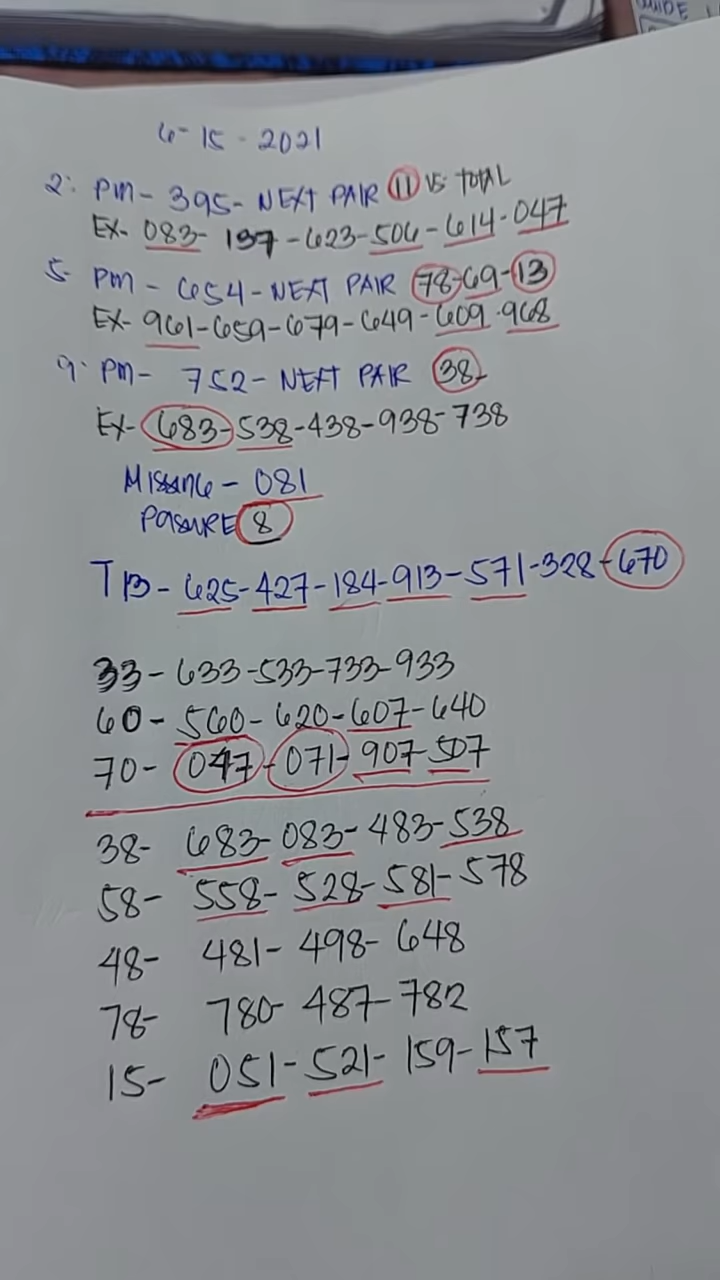 UIDE
6-15-2021
2: PM- 395- NEXT PAIR 11 VS. TOTAL
EX- 083- 137-623-506-614-047
5- PM- 654- NEXT PAIR 78-69-13
EX- 961-659-679-649-609-968
9: PM- 752- NEXT PAIR 38-
EX- 683-538-438-938-738
MISSING- 081
PASURE 8
TB- 625-427-184-913-571-328-670
33- 633-533-733-933
60- 560-620-607-640
70- 047-071-907-507
38- 683-083-483-538
58- 558-528-581-578
48- 481-498-648
78- 780-487-782
15- 051-521-159-157